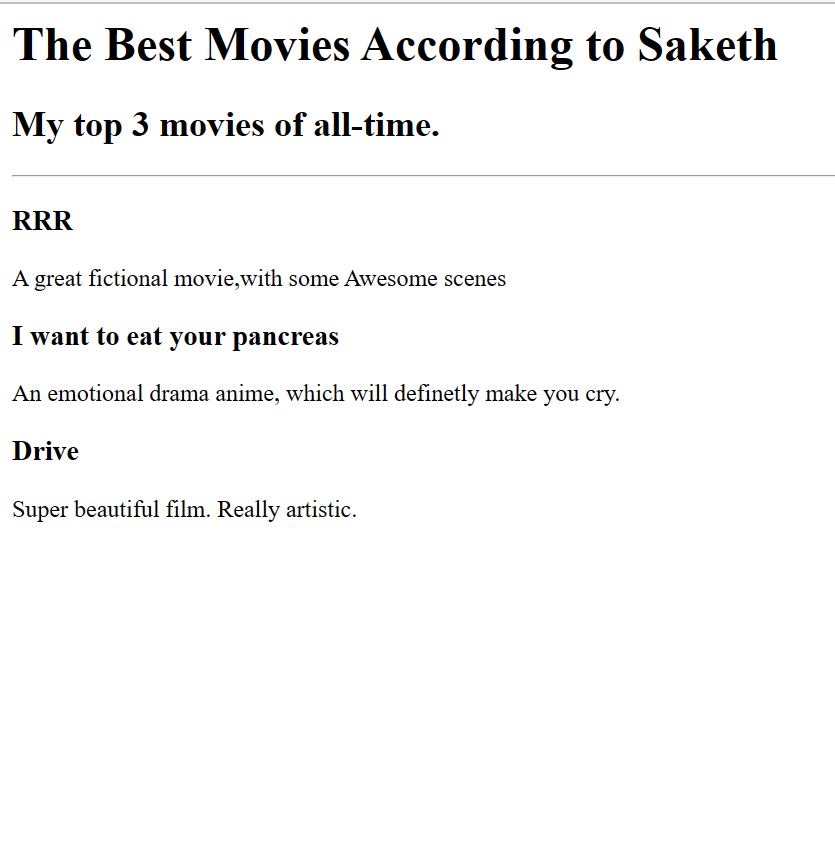 The Best Movies According to Saketh
My top 3 movies of all-time.
RRR
A great fictional movie,with some Awesome scenes
I want to eat your pancreas
An emotional drama anime, which will definetly make you cry.
Drive
Super beautiful film. Really artistic.